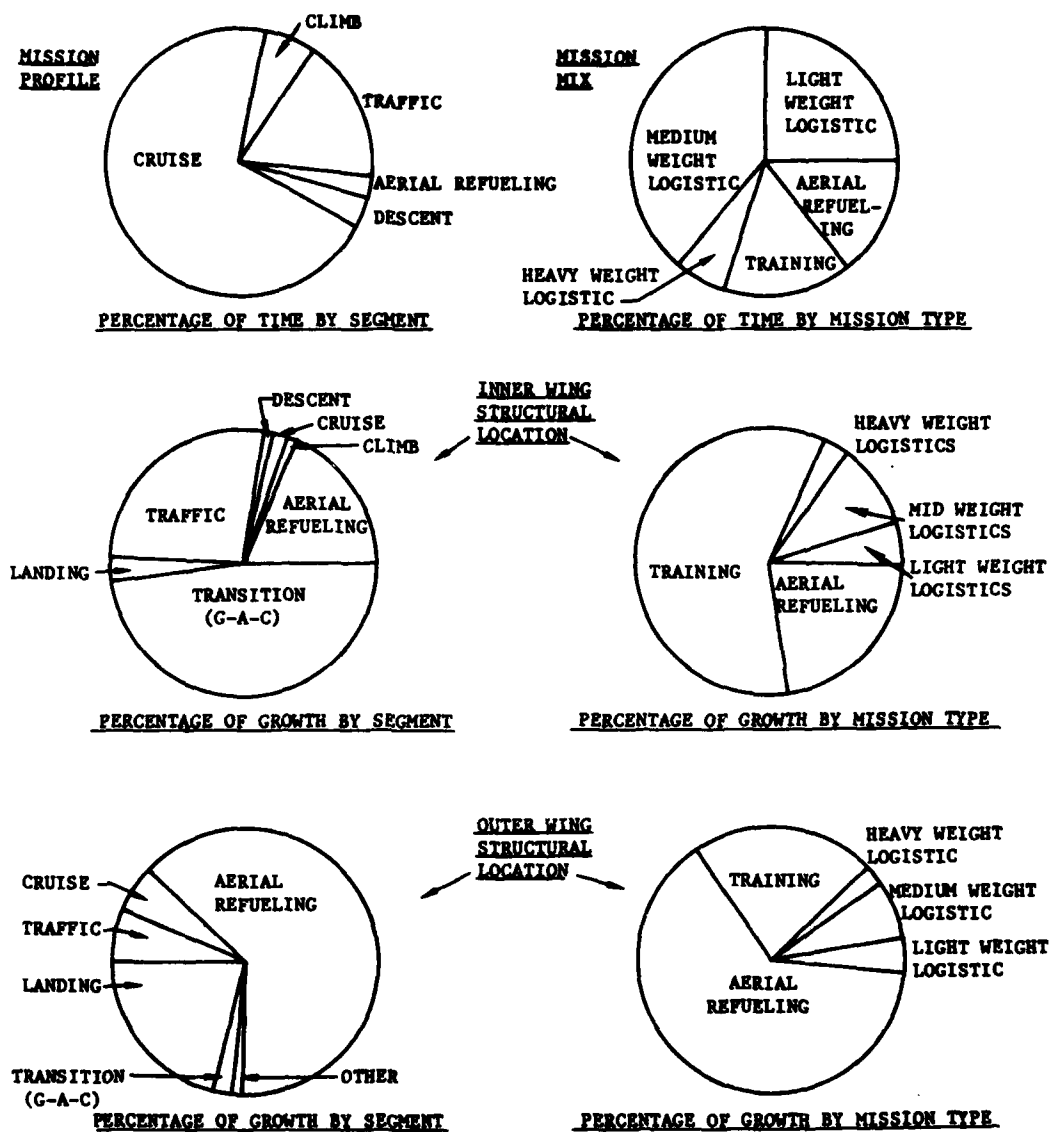 MISSION
PROFILE
CLIMB
TRAFFIC
CRUISE
AERIAL REFUELING
DESCENT
PERCENTAGE OF TIME BY SEGMENT
MISSION
MIX
LIGHT
WEIGHT
LOGISTIC
MEDIUM
WEIGHT
LOGISTIC
AERIAL
REFUEL-
ING
TRAINING
HEAVY WEIGHT
LOGISTIC
PERCENTAGE OF TIME BY MISSION TYPE
INNER WING
STRUCTURAL
LOCATION
DESCENT
CRUISE
CLIMB
TRAFFIC
AERIAL
REFUELING
LANDING
TRANSITION
(G-A-C)
PERCENTAGE OF GROWTH BY SEGMENT
HEAVY WEIGHT
LOGISTICS
MID WEIGHT
LOGISTICS
LIGHT WEIGHT
LOGISTICS
TRAINING
AERIAL
REFUELING
PERCENTAGE OF GROWTH BY MISSION TYPE
OUTER WING
STRUCTURAL
LOCATION
CRUISE
AERIAL
REFUELING
TRAFFIC
LANDING
TRANSITION
(G-A-C)
OTHER
PERCENTAGE OF GROWTH BY SEGMENT
HEAVY WEIGHT
LOGISTIC
TRAINING
MEDIUM WEIGHT
LOGISTIC
LIGHT WEIGHT
LOGISTIC
AERIAL
REFUELING
PERCENTAGE OF GROWTH BY MISSION TYPE